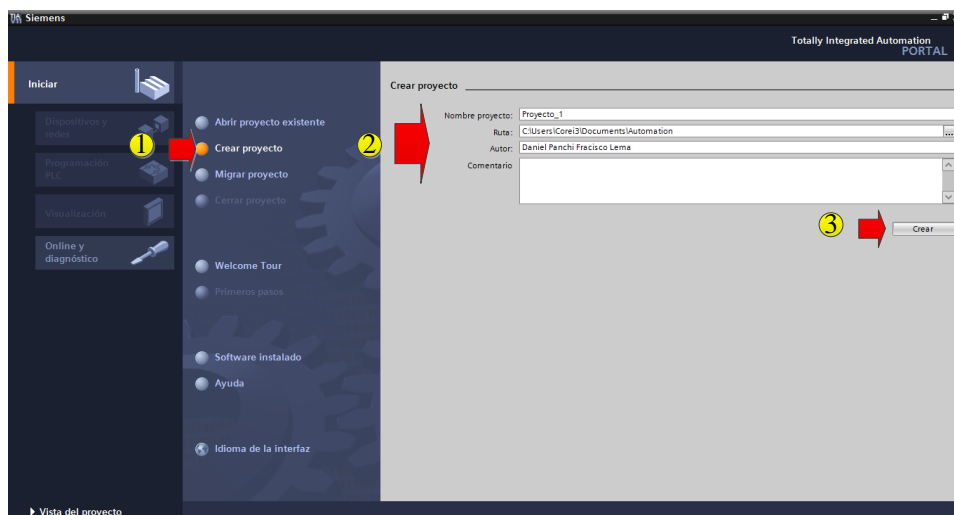 Siemens
Totally Integrated Automation
PORTAL
Iniciar
Dispositivos y
redes
Programación
PLC
Visualización
Online y
diagnóstico
1
Abrir proyecto existente
Crear proyecto
Migrar proyecto
Cerrar proyecto
Welcome Tour
Primeros pasos
Software instalado
Ayuda
Idioma de la interfaz
Crear proyecto
2
Nombre proyecto: Proyecto_1
Ruta: C:\Users\Corei3\Documents\Automation
...
Autor: Daniel Panchi Fracisco Lema
Comentario
3
Crear
Vista del proyecto